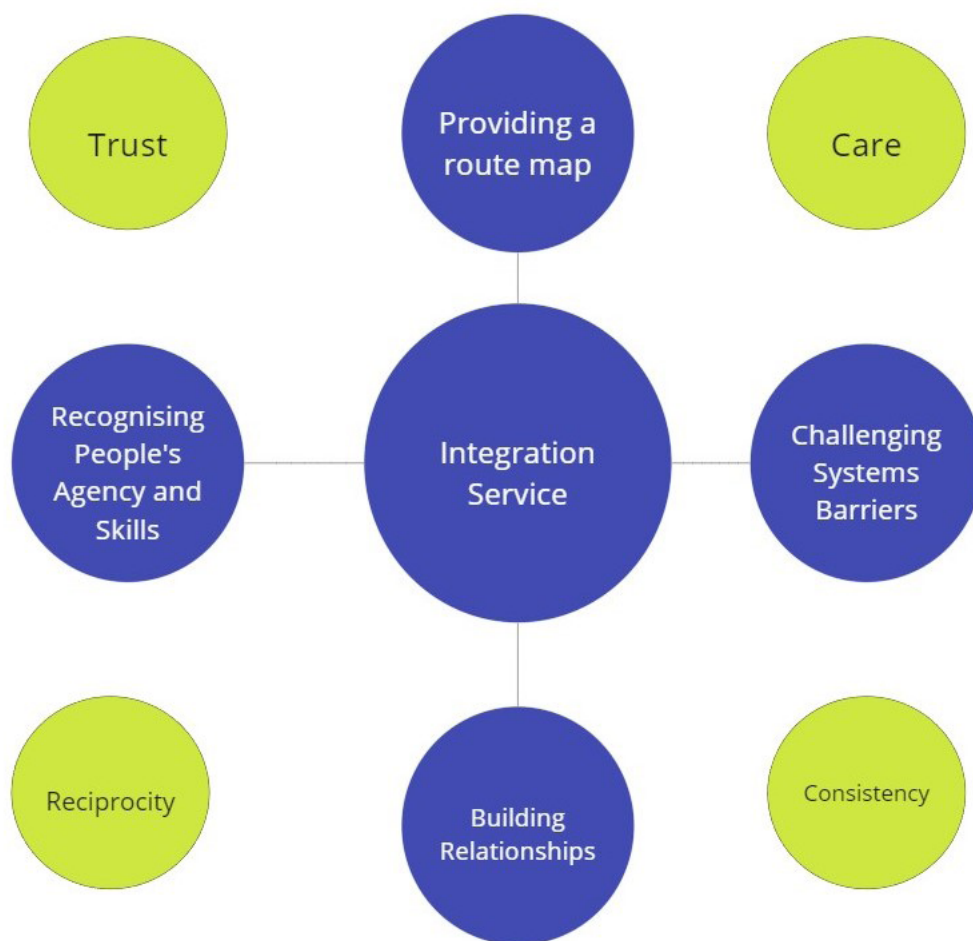 Trust
Providing a
route map
Care
Recognising
People's
Agency and
Skills
Integration
Service
Challenging
Systems
Barriers
Reciprocity
Building
Relationships
Consistency